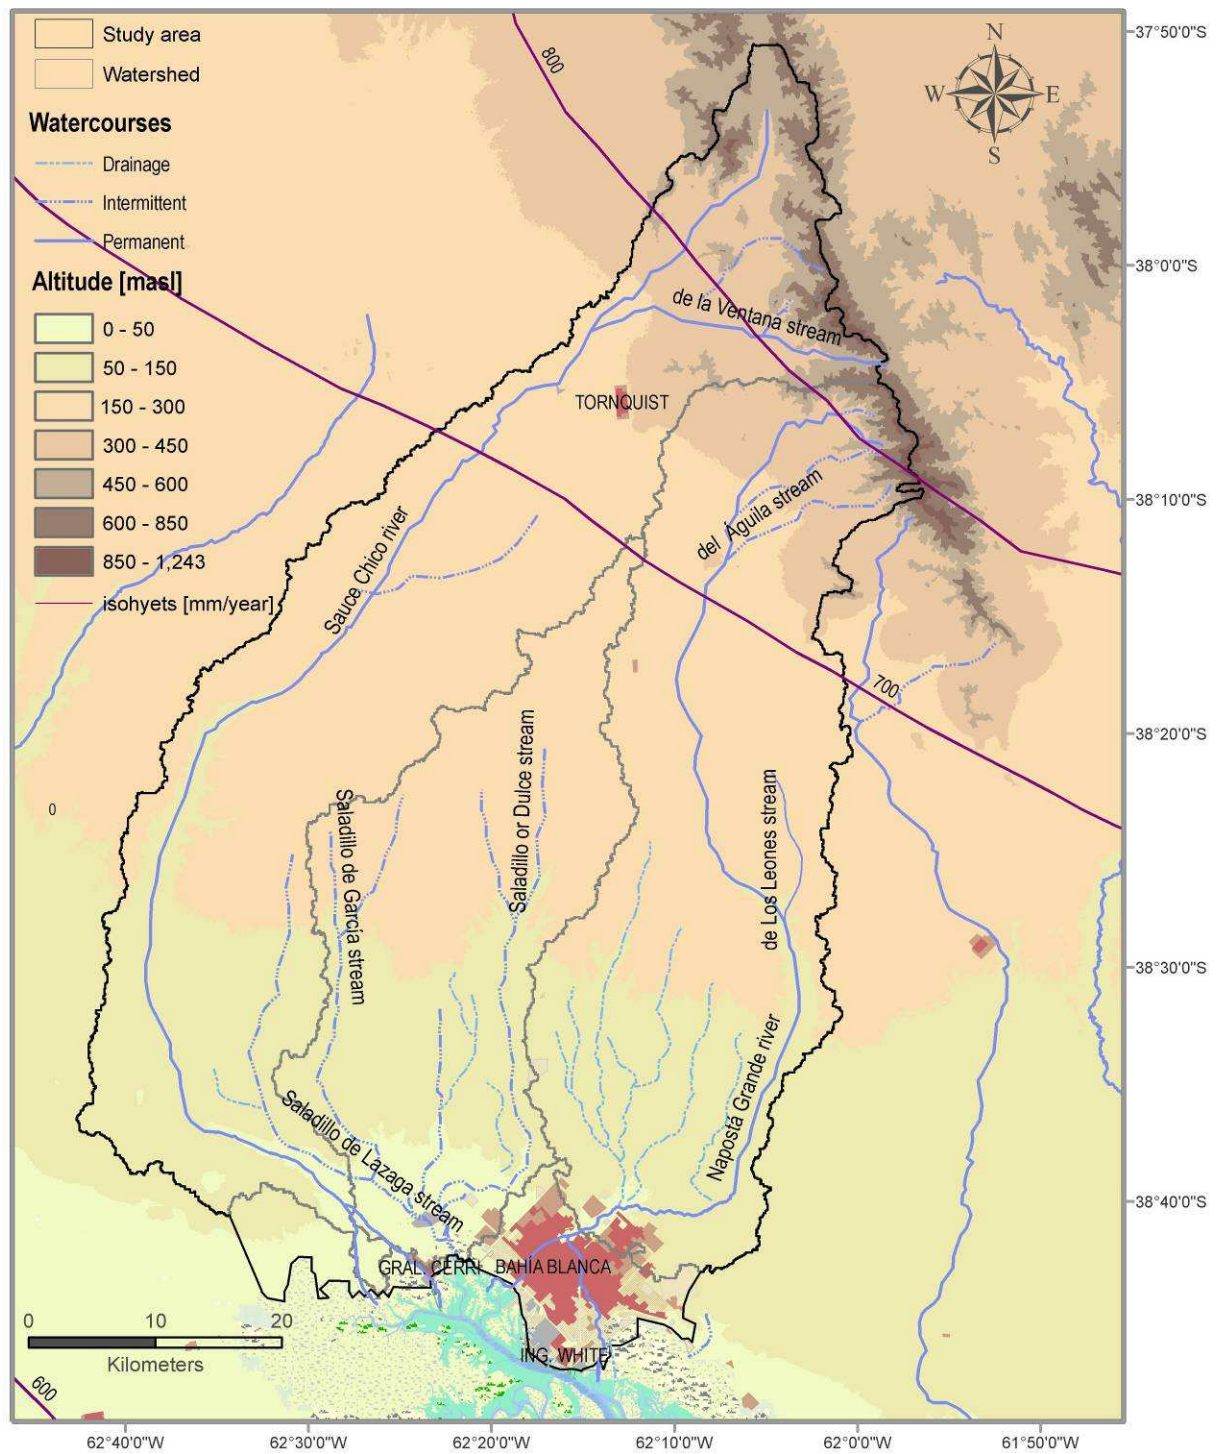 Study area
Watershed
Watercourses
Drainage
Intermittent
Permanent
Altitude [masl]
0 - 50
50 - 150
150 - 300
300 - 450
450 - 600
600 - 850
850 - 1,243
isohyets [mm/year]
N
W
E
S
800
de la Ventana stream
TORNQUIST
del Águila stream
Sauce Chico river
700
0
Saladillo de García stream
Saladillo or Dulce stream
de Los Leones stream
Napostá Grande river
Saladillo de Lazaga stream
GRAL. CERRI
BAHÍA BLANCA
ING. WHITE
0
10
20
Kilometers
600
37°50'0"S
38°0'0"S
38°10'0"S
38°20'0"S
38°30'0"S
38°40'0"S
62°40'0"W
62°30'0"W
62°20'0"W
62°10'0"W
62°0'0"W
61°50'0"W